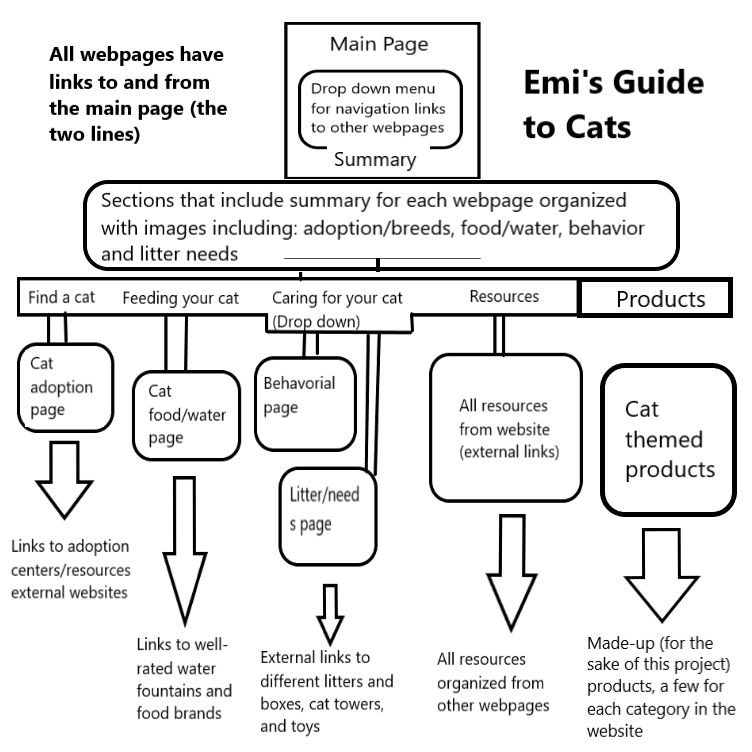 All webpages have
links to and from
the main page (the
two lines)
Main Page
Drop down menu
for navigation links
to other webpages
Summary
Emi's Guide
to Cats
Sections that include summary for each webpage organized
with images including: adoption/breeds, food/water, behavior
and litter needs
Find a cat
Feeding your cat
Caring for your cat
(Drop down)
Resources
Products
Cat
adoption
page
Cat
food/water
page
Behavorial
page
Litter/need
s page
All resources
from website
(external links)
Cat
themed
products
Links to adoption
centers/resources
external websites
Links to well-
rated water
fountains and
food brands
External links to
different litters and
boxes, cat towers,
and toys
All resources
organized from
other webpages
Made-up (for the
sake of this project)
products, a few for
each category in the
website